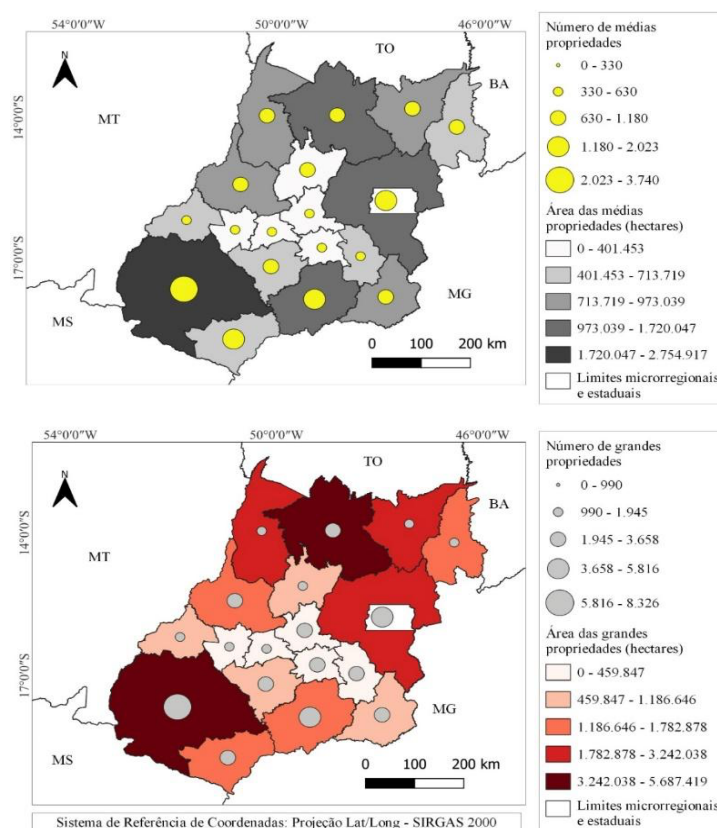 54°0'0"W 50°0'0"W 46°0'0"W
TO
BA
N
14°0'0"S
MT
17°0'0"S
MS
MG
0 100 200 km
Número de médias
propriedades
0 - 330
330 - 630
630 - 1.180
1.180 - 2.023
2.023 - 3.740
Área das médias
propriedades (hectares)
0 - 401.453
401.453 - 713.719
713.719 - 973.039
973.039 - 1.720.047
1.720.047 - 2.754.917
Limites microrregionais
e estaduais
54°0'0"W 50°0'0"W 46°0'0"W
TO
BA
N
14°0'0"S
MT
17°0'0"S
MS
MG
0 100 200 km
Sistema de Referência de Coordenadas: Projeção Lat/Long - SIRGAS 2000
Número de grandes
propriedades
0 - 990
990 - 1.945
1.945 - 3.658
3.658 - 5.816
5.816 - 8.326
Área das grandes
propriedades (hectares)
0 - 459.847
459.847 - 1.186.646
1.186.646 - 1.782.878
1.782.878 - 3.242.038
3.242.038 - 5.687.419
Limites microrregionais
e estaduais